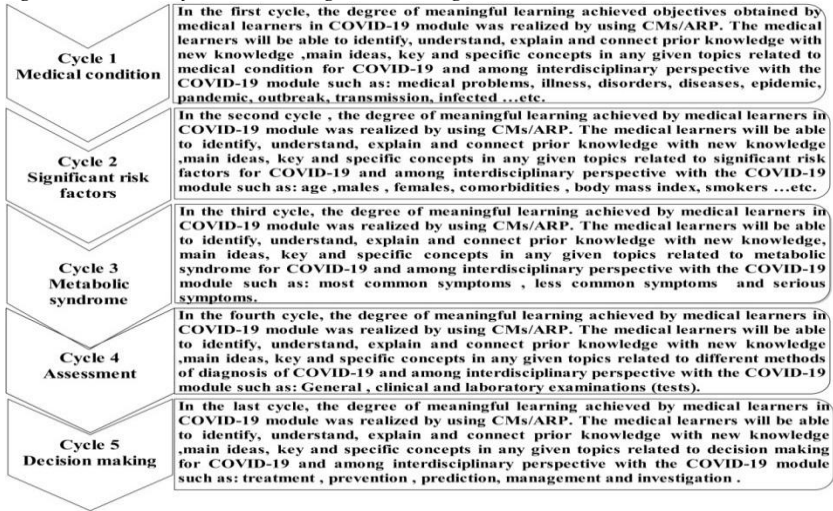 Cycle 1
Medical condition
In the first cycle, the degree of meaningful learning achieved objectives obtained by
medical learners in COVID-19 module was realized by using CMs/ARP. The medical
learners will be able to identify, understand, explain and connect prior knowledge with
new knowledge ,main ideas, key and specific concepts in any given topics related to
medical condition for COVID-19 and among interdisciplinary perspective with the
COVID-19 module such as: medical problems, illness, disorders, diseases, epidemic,
pandemic, outbreak, transmission, infected ...etc.
Cycle 2
Significant risk
factors
In the second cycle , the degree of meaningful learning achieved by medical learners in
COVID-19 module was realized by using CMs/ARP. The medical learners will be able
to identify, understand, explain and connect prior knowledge with new knowledge
,main ideas, key and specific concepts in any given topics related to significant risk
factors for COVID-19 and among interdisciplinary perspective with the COVID-19
module such as: age ,males , females, comorbidities , body mass index, smokers ...etc.
Cycle 3
Metabolic
syndrome
In the third cycle, the degree of meaningful learning achieved by medical learners in
COVID-19 module was realized by using CMs/ARP. The medical learners will be able
to identify, understand, explain and connect prior knowledge with new knowledge,
main ideas, key and specific concepts in any given topics related to metabolic
syndrome for COVID-19 and among interdisciplinary perspective with the COVID-19
module such as: most common symptoms , less common symptoms and serious
symptoms.
Cycle 4
Assessment
In the fourth cycle, the degree of meaningful learning achieved by medical learners in
COVID-19 module was realized by using CMs/ARP. The medical learners will be able
to identify, understand, explain and connect prior knowledge with new knowledge
,main ideas, key and specific concepts in any given topics related to different methods
of diagnosis of COVID-19 and among interdisciplinary perspective with the COVID-19
module such as: General , clinical and laboratory examinations (tests).
Cycle 5
Decision making
In the last cycle, the degree of meaningful learning achieved by medical learners in
COVID-19 module was realized by using CMs/ARP. The medical learners will be able
to identify, understand, explain and connect prior knowledge with new knowledge
,main ideas, key and specific concepts in any given topics related to decision making
for COVID-19 and among interdisciplinary perspective with the COVID-19 module
such as: treatment , prevention , prediction, management and investigation .